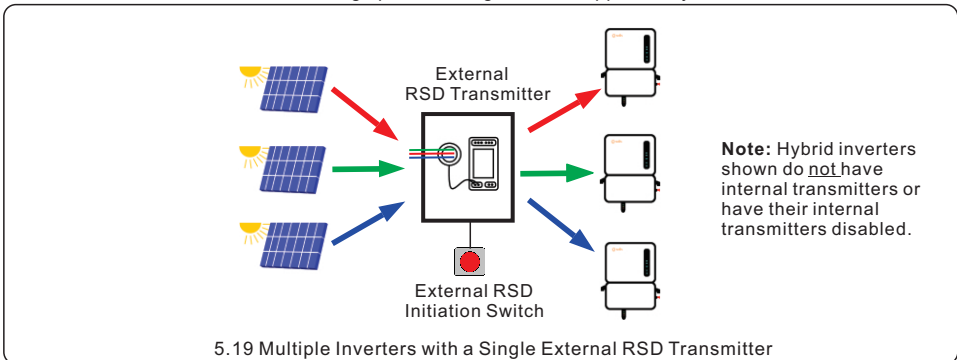 External
RSD Transmitter
Note: Hybrid inverters
shown do not have
internal transmitters or
have their internal
transmitters disabled.
External RSD
Initiation Switch
5.19 Multiple Inverters with a Single External RSD Transmitter